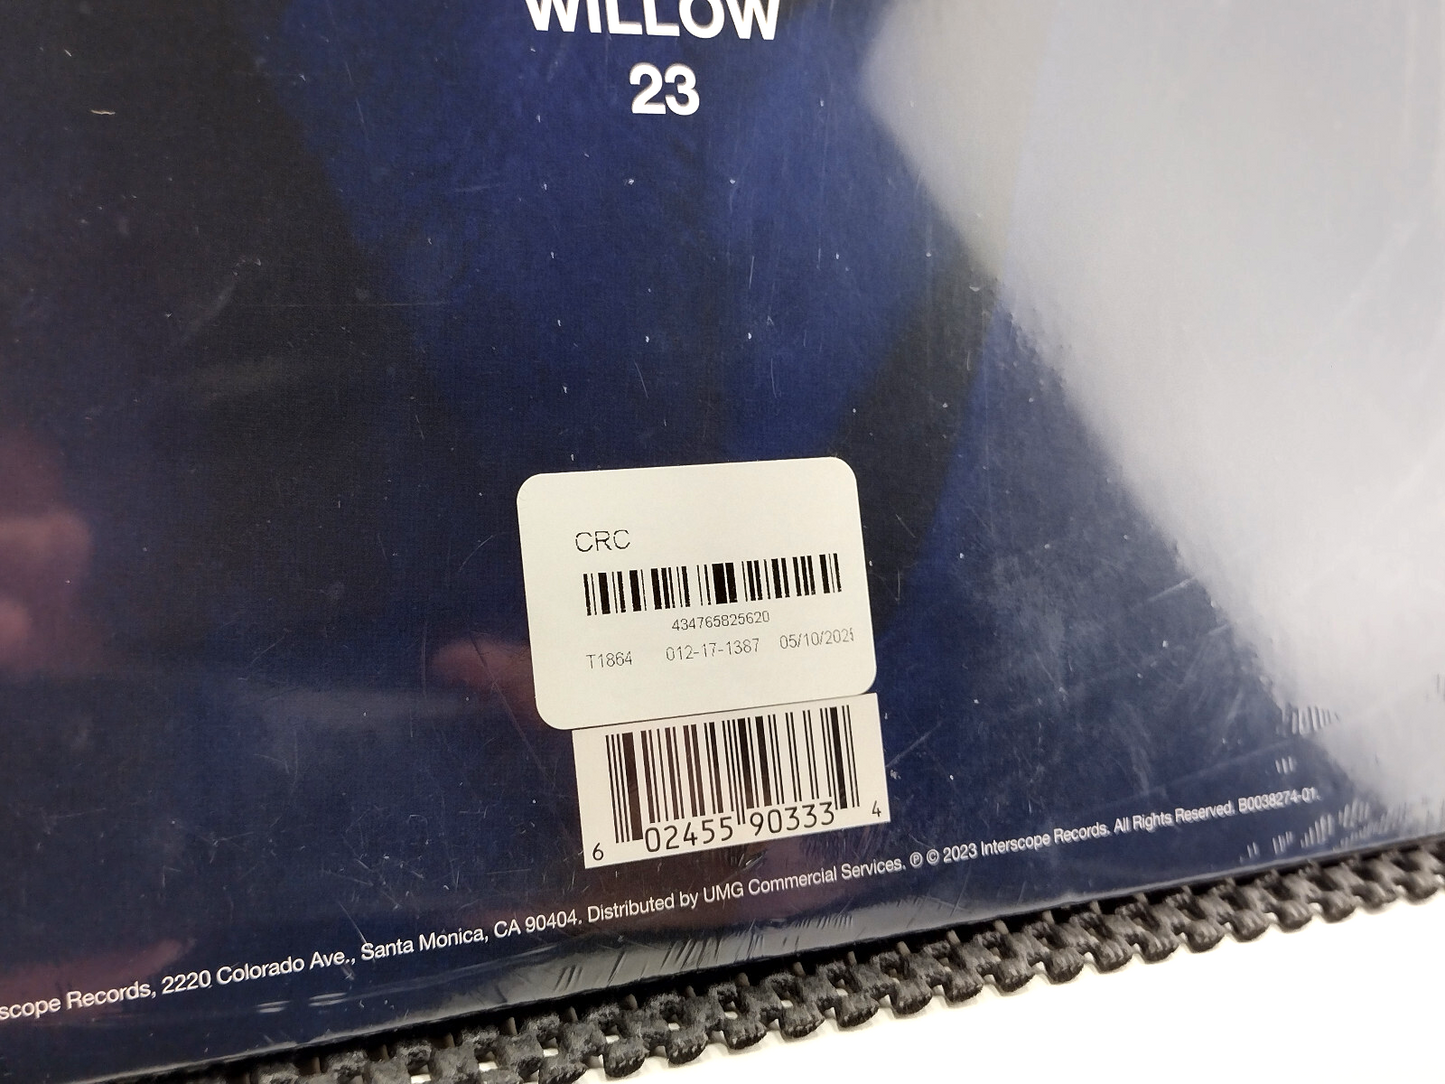 WILLOW
23
CRC
434765825620
T1864 012-17-1387 05/10/202
6 02455 90333 4
scope Records, 2220 Colorado Ave., Santa Monica, CA 90404. Distributed by UMG Commercial Services. ℗ © 2023 Interscope Records. All Rights Reserved. B0038274-01.